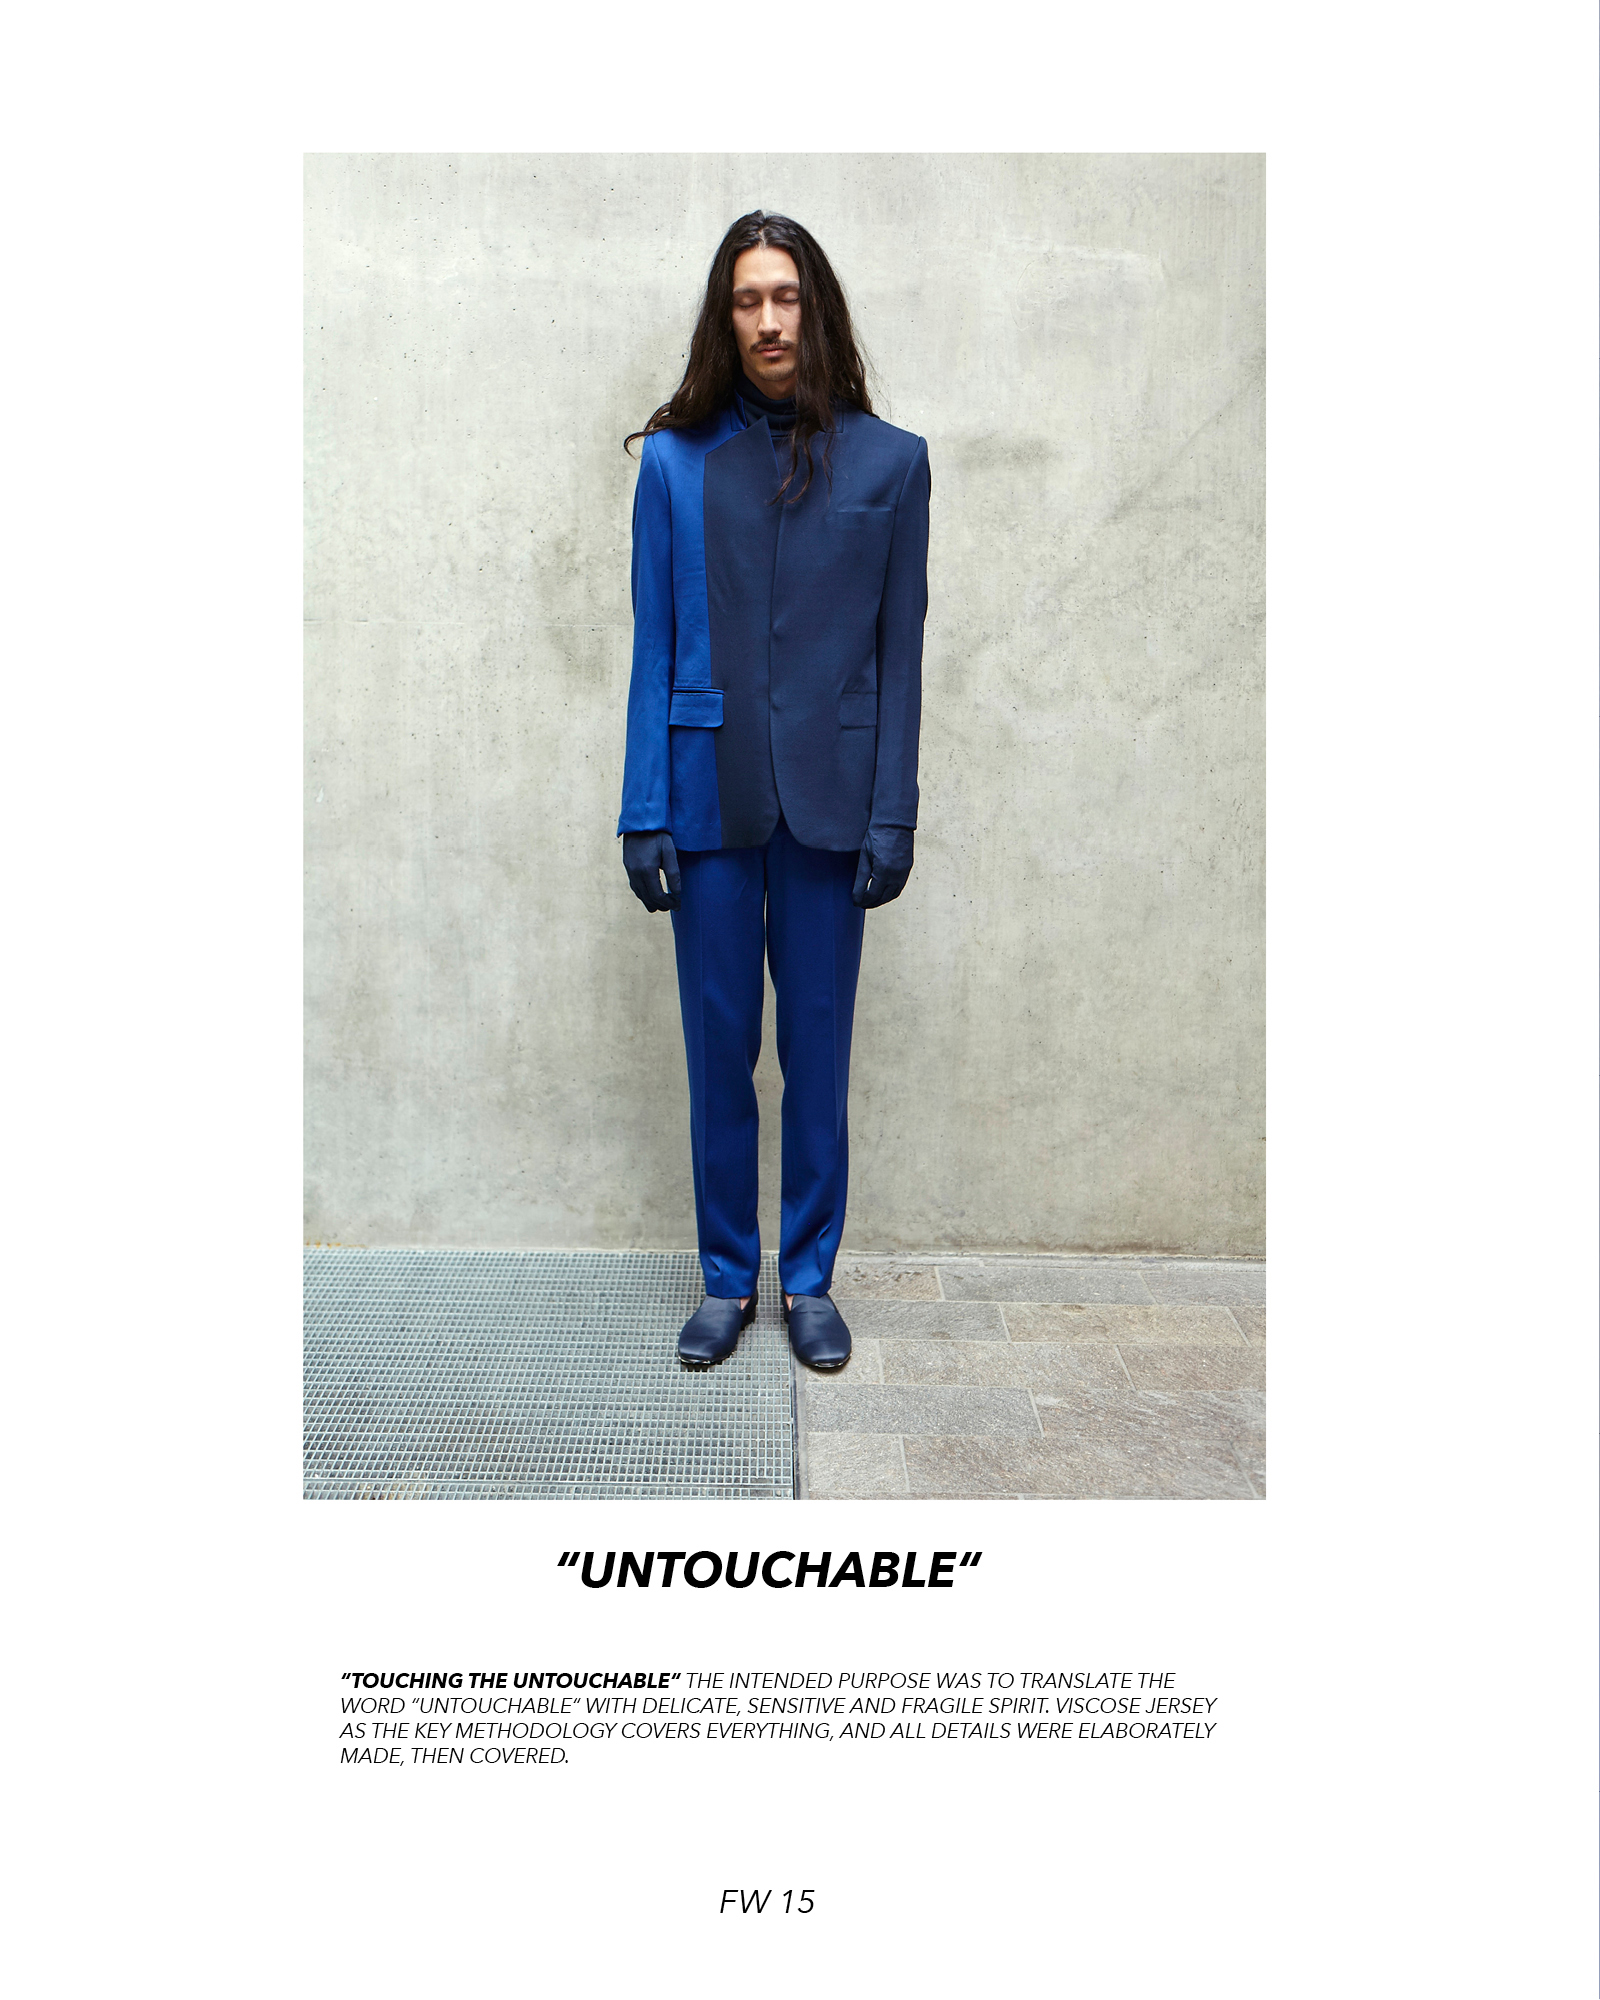 “UNTOUCHABLE“
“TOUCHING THE UNTOUCHABLE“ THE INTENDED PURPOSE WAS TO TRANSLATE THE
WORD “UNTOUCHABLE“ WITH DELICATE, SENSITIVE AND FRAGILE SPIRIT. VISCOSE JERSEY
AS THE KEY METHODOLOGY COVERS EVERYTHING, AND ALL DETAILS WERE ELABORATELY
MADE, THEN COVERED.
FW 15